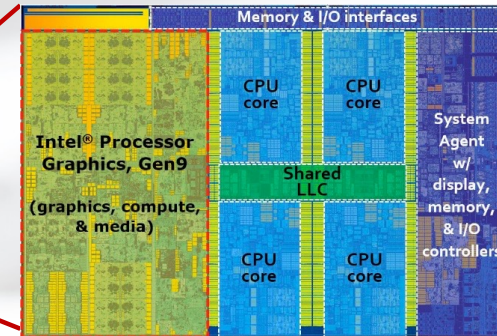 Memory & I/O interfaces
Intel® Processor
Graphics, Gen9
(graphics, compute,
& media)
CPU
core
CPU
core
Shared
LLC
CPU
core
CPU
core
System
Agent
w/
display,
memory,
& I/O
controllers